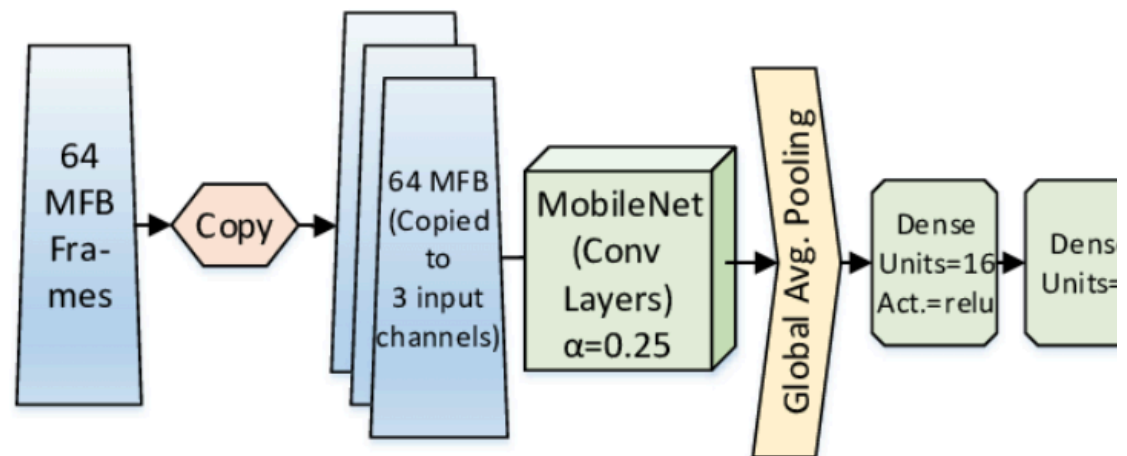 64
MFB
Fra-
mes
Copy
64 MFB
(Copied
to
3 input
channels)
MobileNet
(Conv
Layers)
α=0.25
Global Avg. Pooling
Dense
Units=16
Act.=relu
Units=